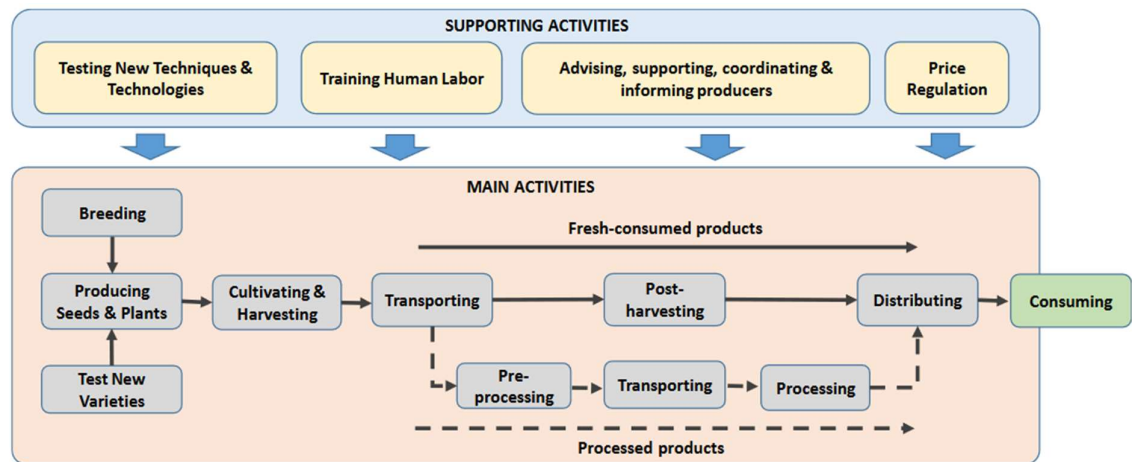 SUPPORTING ACTIVITIES
Testing New Techniques &
Technologies
Training Human Labor
Advising, supporting, coordinating &
informing producers
Price
Regulation
MAIN ACTIVITIES
Breeding
Fresh-consumed products
Producing
Seeds & Plants
Cultivating &
Harvesting
Transporting
Post-
harvesting
Distributing
Consuming
Test New
Varieties
Pre-
processing
Transporting
Processing
Processed products